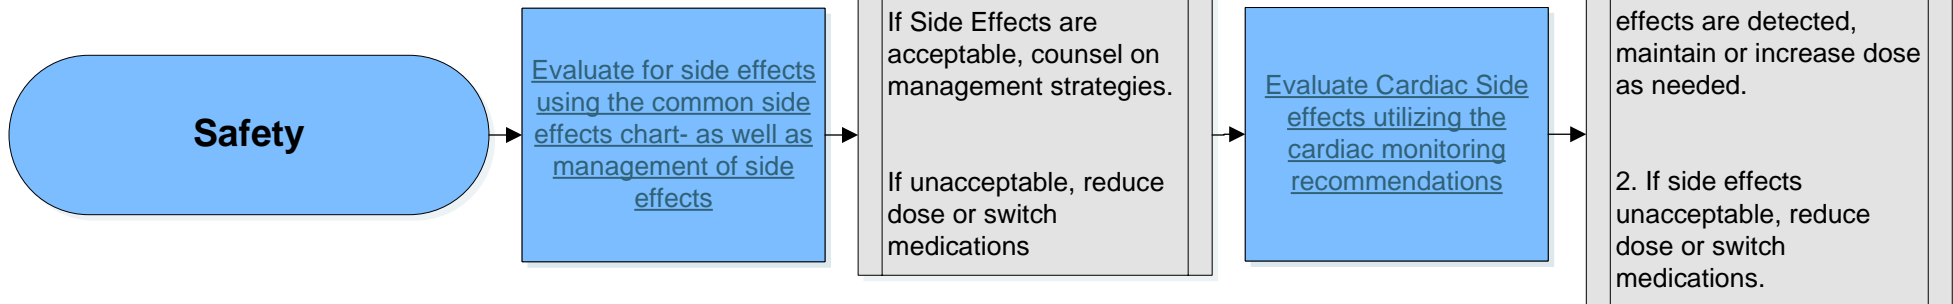 Safety
Evaluate for side effects
using the common side
effects chart- as well as
management of side
effects
If Side Effects are
acceptable, counsel on
management strategies.
If unacceptable, reduce
dose or switch
medications
Evaluate Cardiac Side
effects utilizing the
cardiac monitoring
recommendations
effects are detected,
maintain or increase dose
as needed.
2. If side effects
unacceptable, reduce
dose or switch
medications.